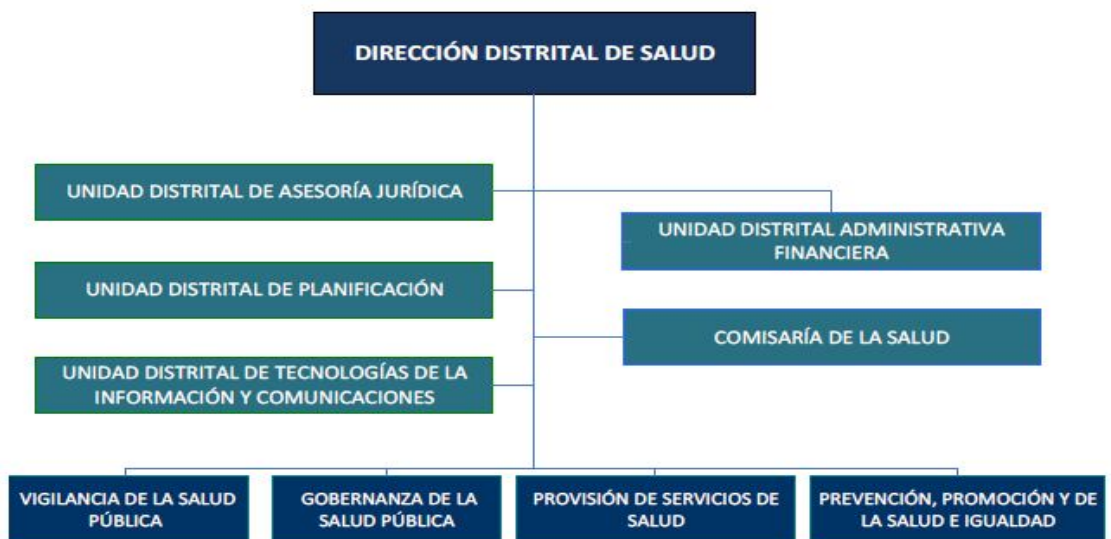 DIRECCIÓN DISTRITAL DE SALUD
UNIDAD DISTRITAL DE ASESORÍA JURÍDICA
UNIDAD DISTRITAL ADMINISTRATIVA
FINANCIERA
UNIDAD DISTRITAL DE PLANIFICACIÓN
COMISARÍA DE LA SALUD
UNIDAD DISTRITAL DE TECNOLOGÍAS DE LA
INFORMACIÓN Y COMUNICACIONES
VIGILANCIA DE LA SALUD
PÚBLICA
GOBERNANZA DE LA
SALUD PÚBLICA
PROVISIÓN DE SERVICIOS DE
SALUD
PREVENCIÓN, PROMOCIÓN Y DE
LA SALUD E IGUALDAD